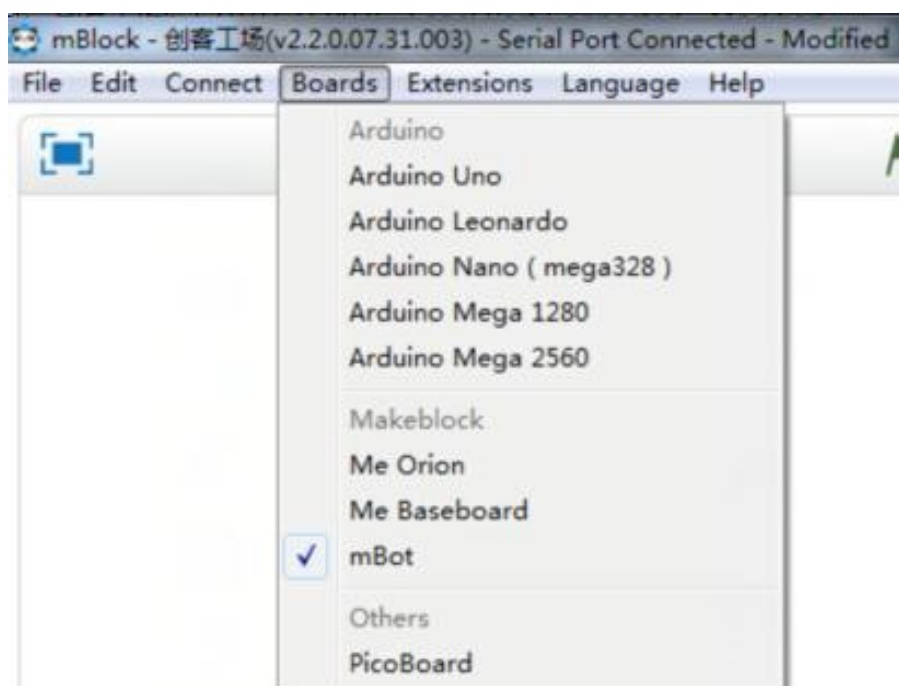 mBlock - 创客工场(v2.2.0.07.31.003) - Serial Port Connected - Modified
File Edit Connect Boards Extensions Language Help
Arduino
Arduino Uno
Arduino Leonardo
Arduino Nano ( mega328 )
Arduino Mega 1280
Arduino Mega 2560
Makeblock
Me Orion
Me Baseboard
mBot
Others
PicoBoard